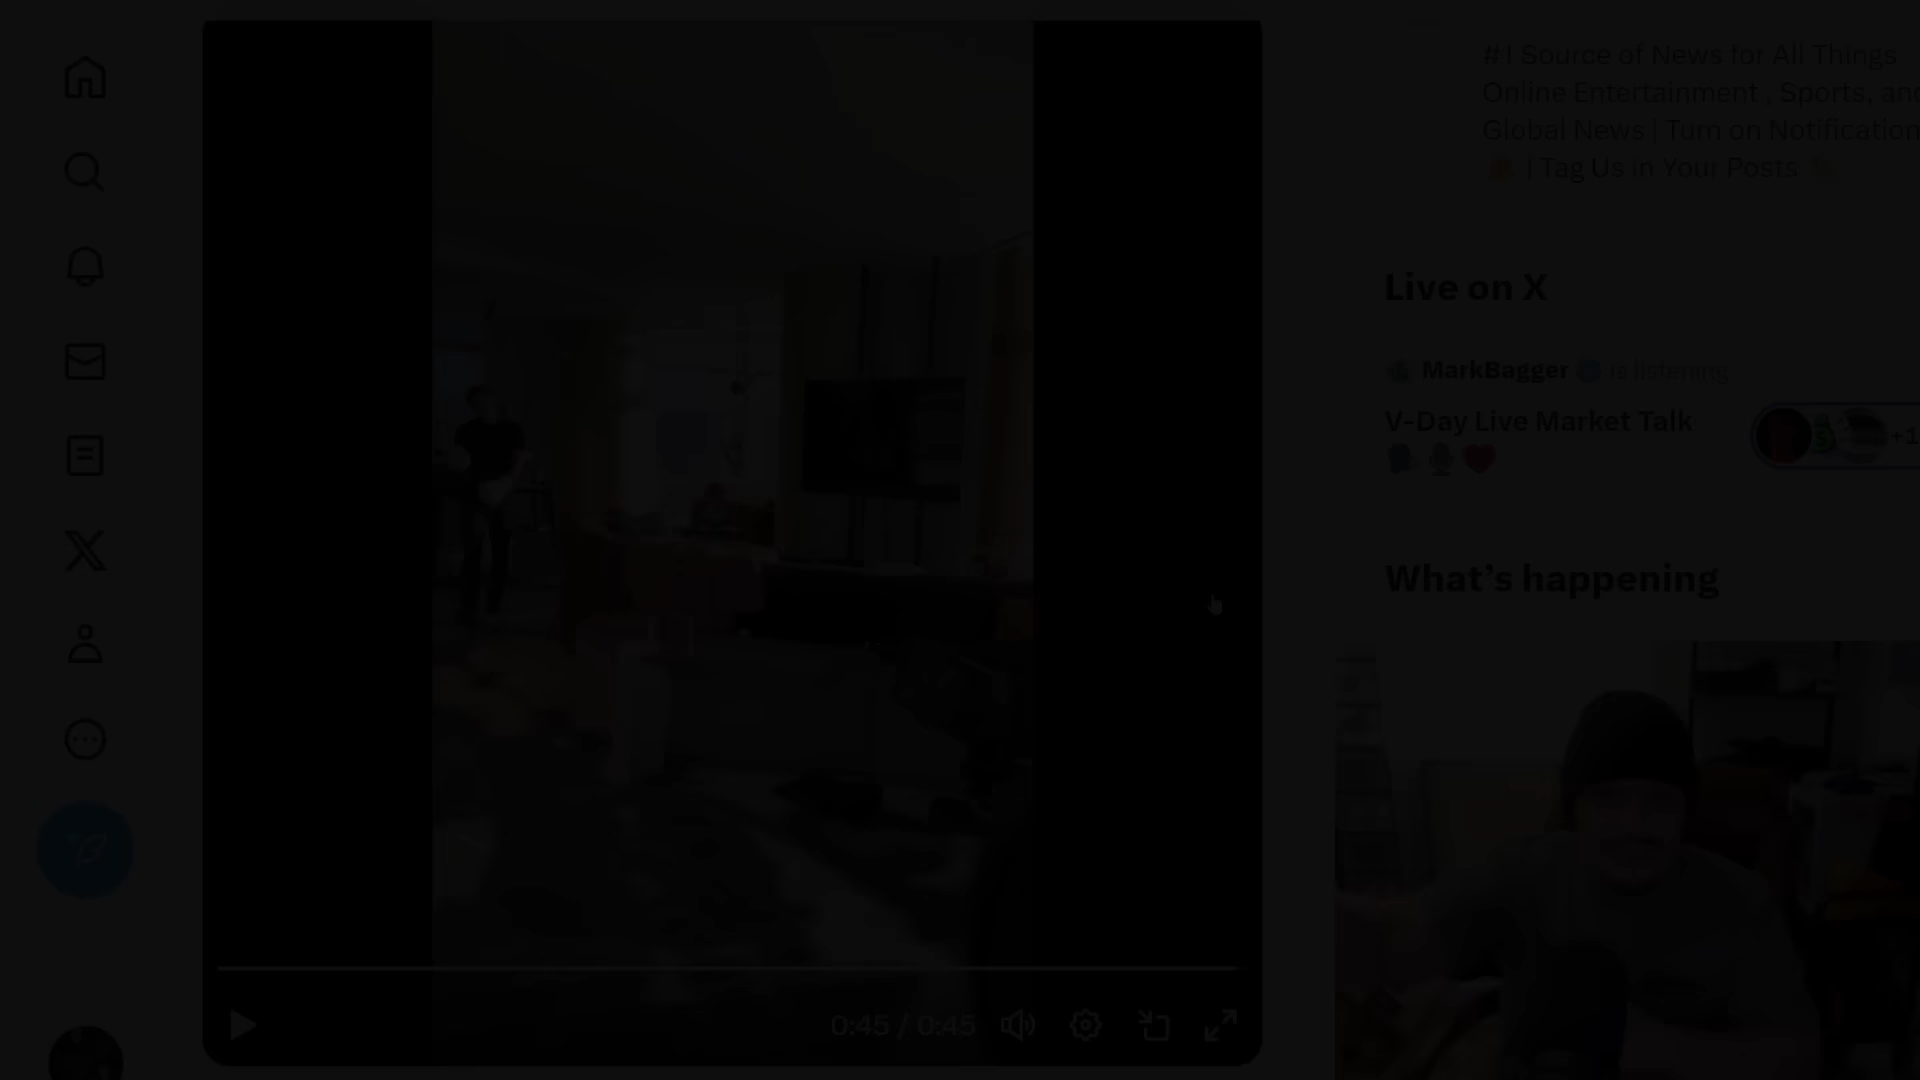 #1 Source of News for All Things
Online Entertainment , Sports, and
Global News | Turn on Notification
| Tag Us in Your Posts
Live on X
MarkBagger is listening
V-Day Live Market Talk
+1
What's happening
0:45 / 0:45